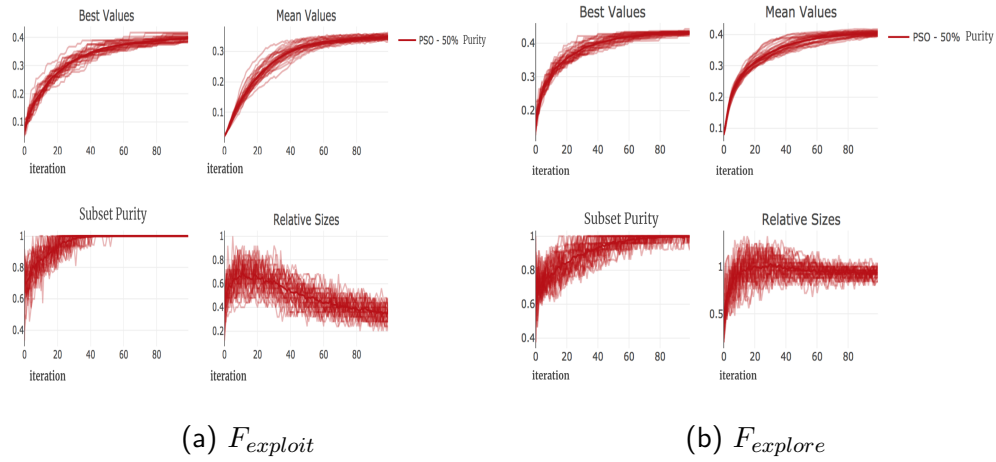 Best Values
Mean Values
0.4
0.3
0.2
0.1
0 20 40 60 80
iteration
0.3
0.2
0.1
0 20 40 60 80
iteration
PSO - 50% Purity
Subset Purity
Relative Sizes
1
0.8
0.6
0.4
0 20 40 60 80
iteration
1
0.8
0.6
0.4
0.2
0 20 40 60 80
iteration
(a) F_exploit
Best Values
Mean Values
0.4
0.3
0.2
0 20 40 60 80
iteration
0.4
0.3
0.2
0.1
0 20 40 60 80
iteration
PSO - 50% Purity
Subset Purity
Relative Sizes
1
0.8
0.6
0.4
0 20 40 60 80
iteration
1
0.5
0 20 40 60 80
iteration
(b) F_explore